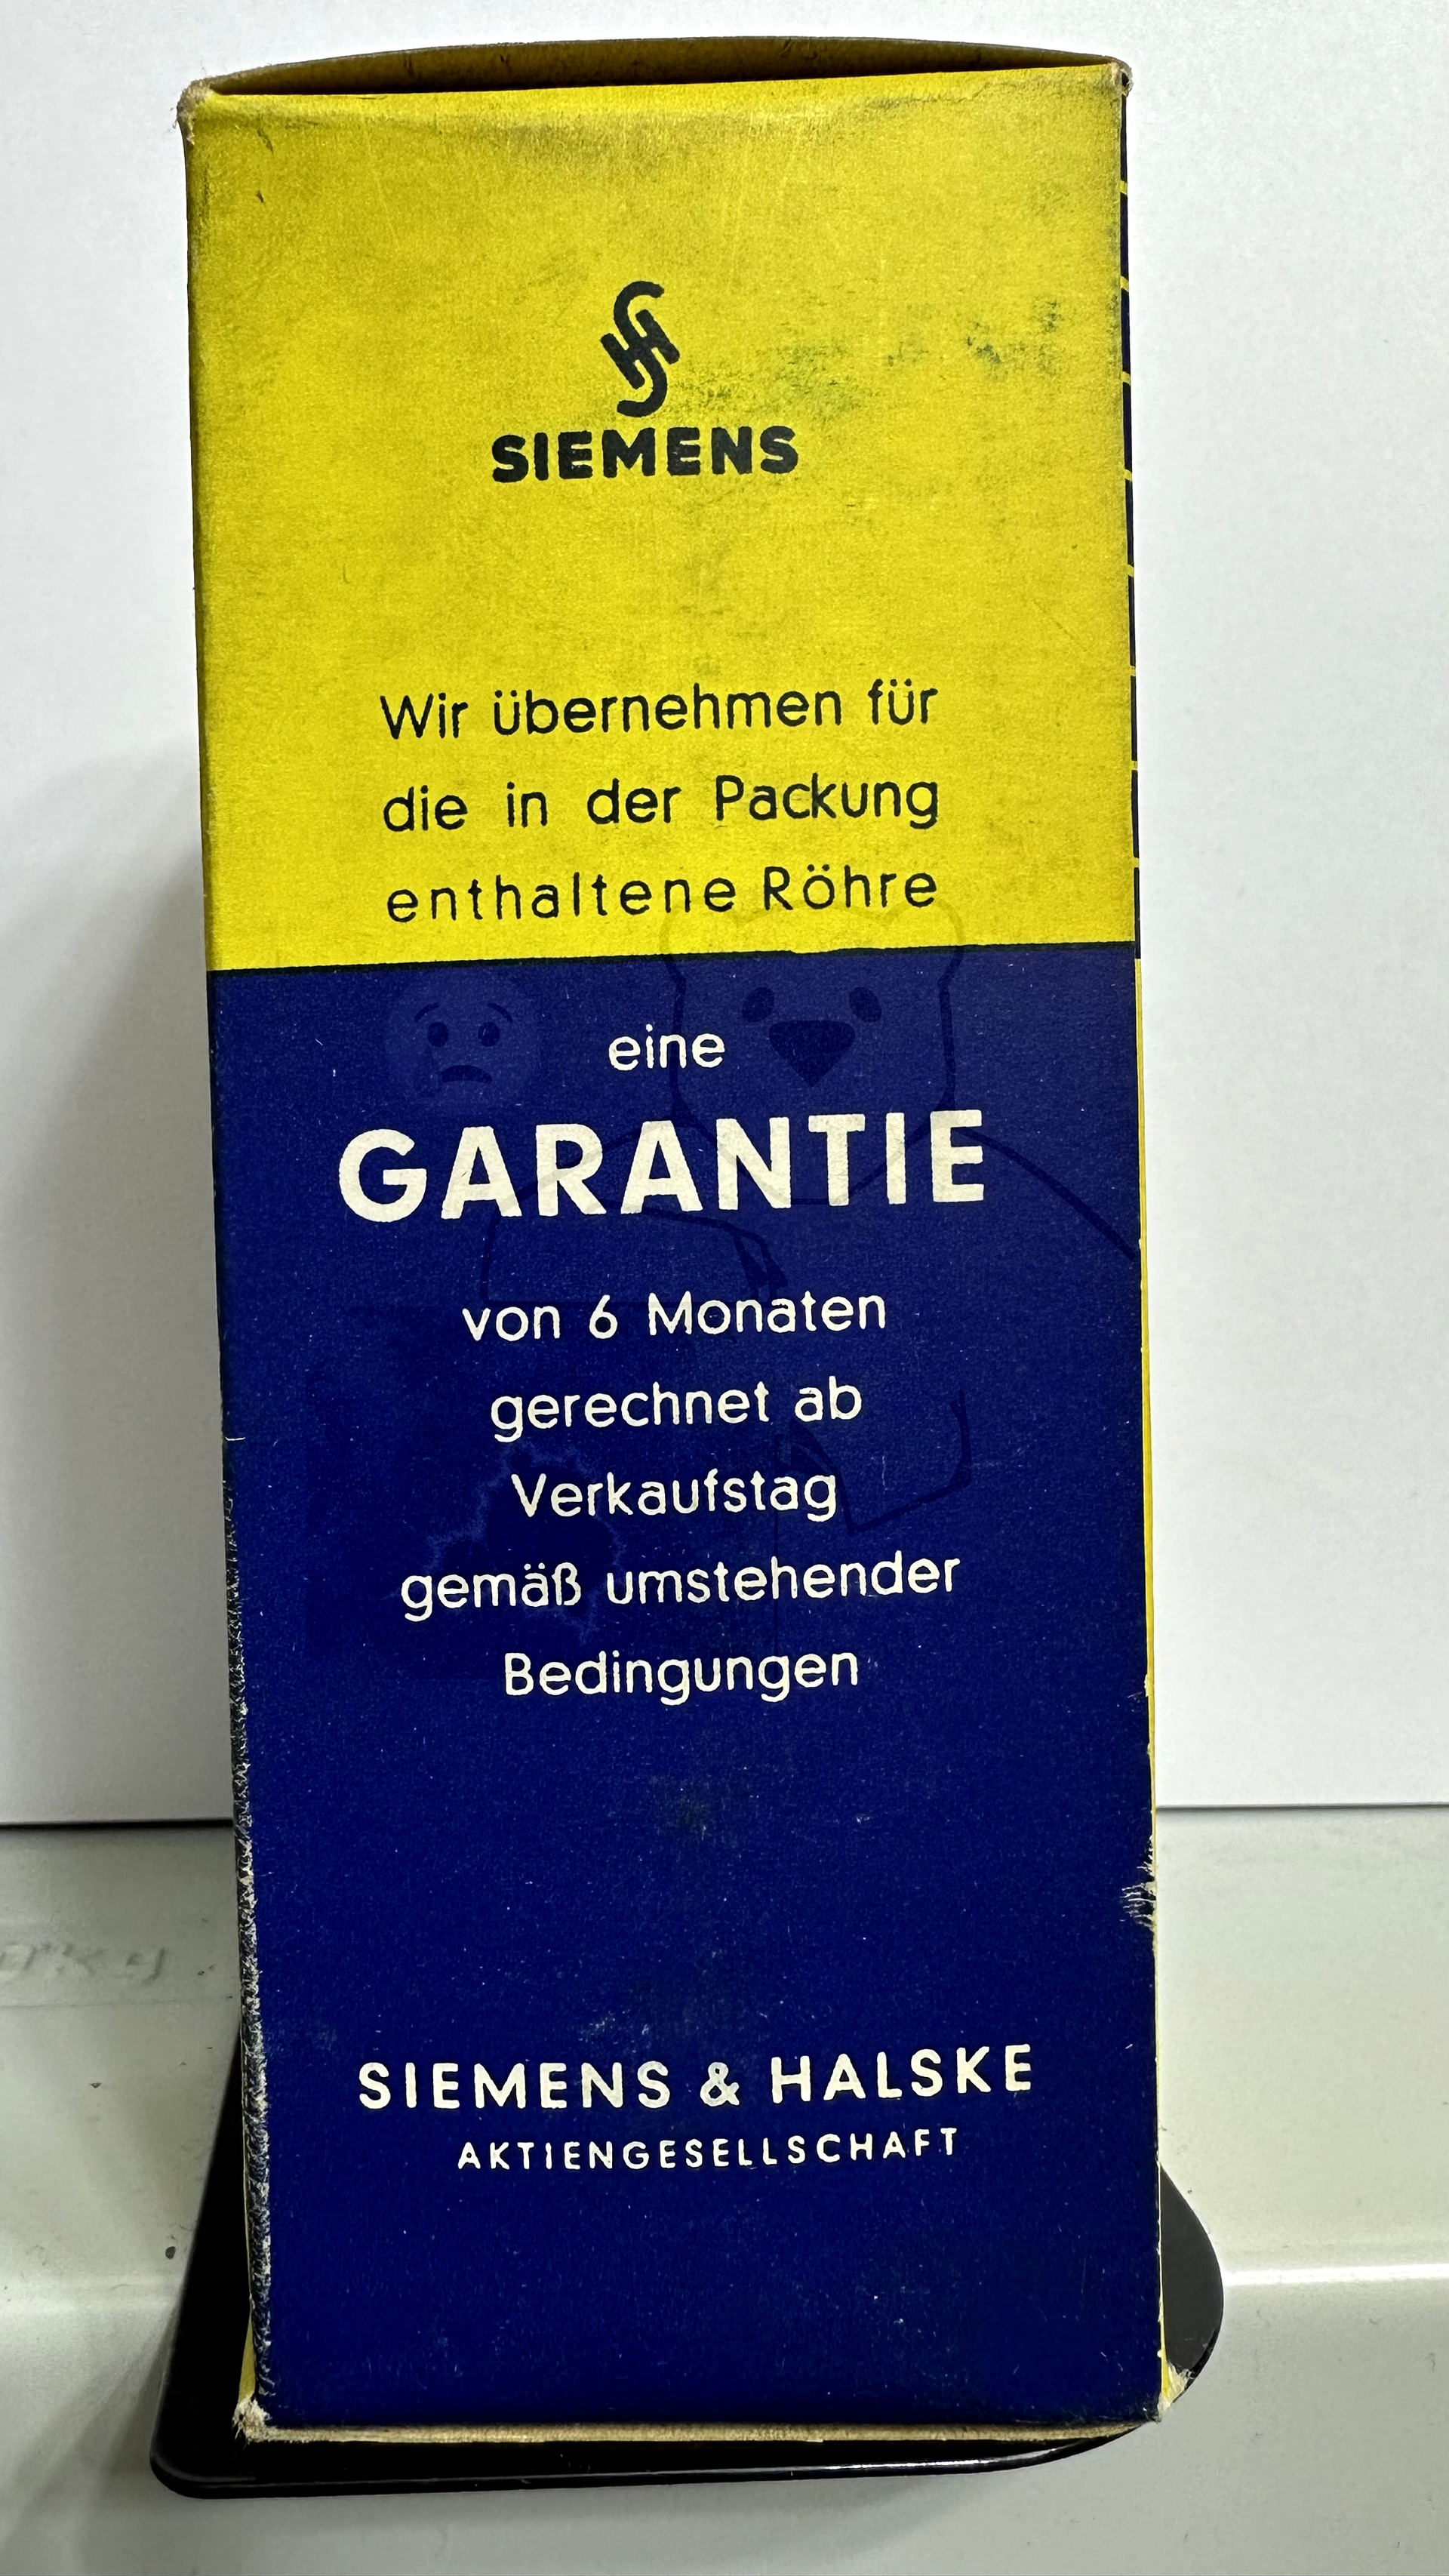 SIEMENS
Wir übernehmen für
die in der Packung
enthaltene Röhre
eine
GARANTIE
von 6 Monaten
gerechnet ab
Verkaufstag
gemäß umstehender
Bedingungen
SIEMENS & HALSKE
AKTIENGESELLSCHAFT